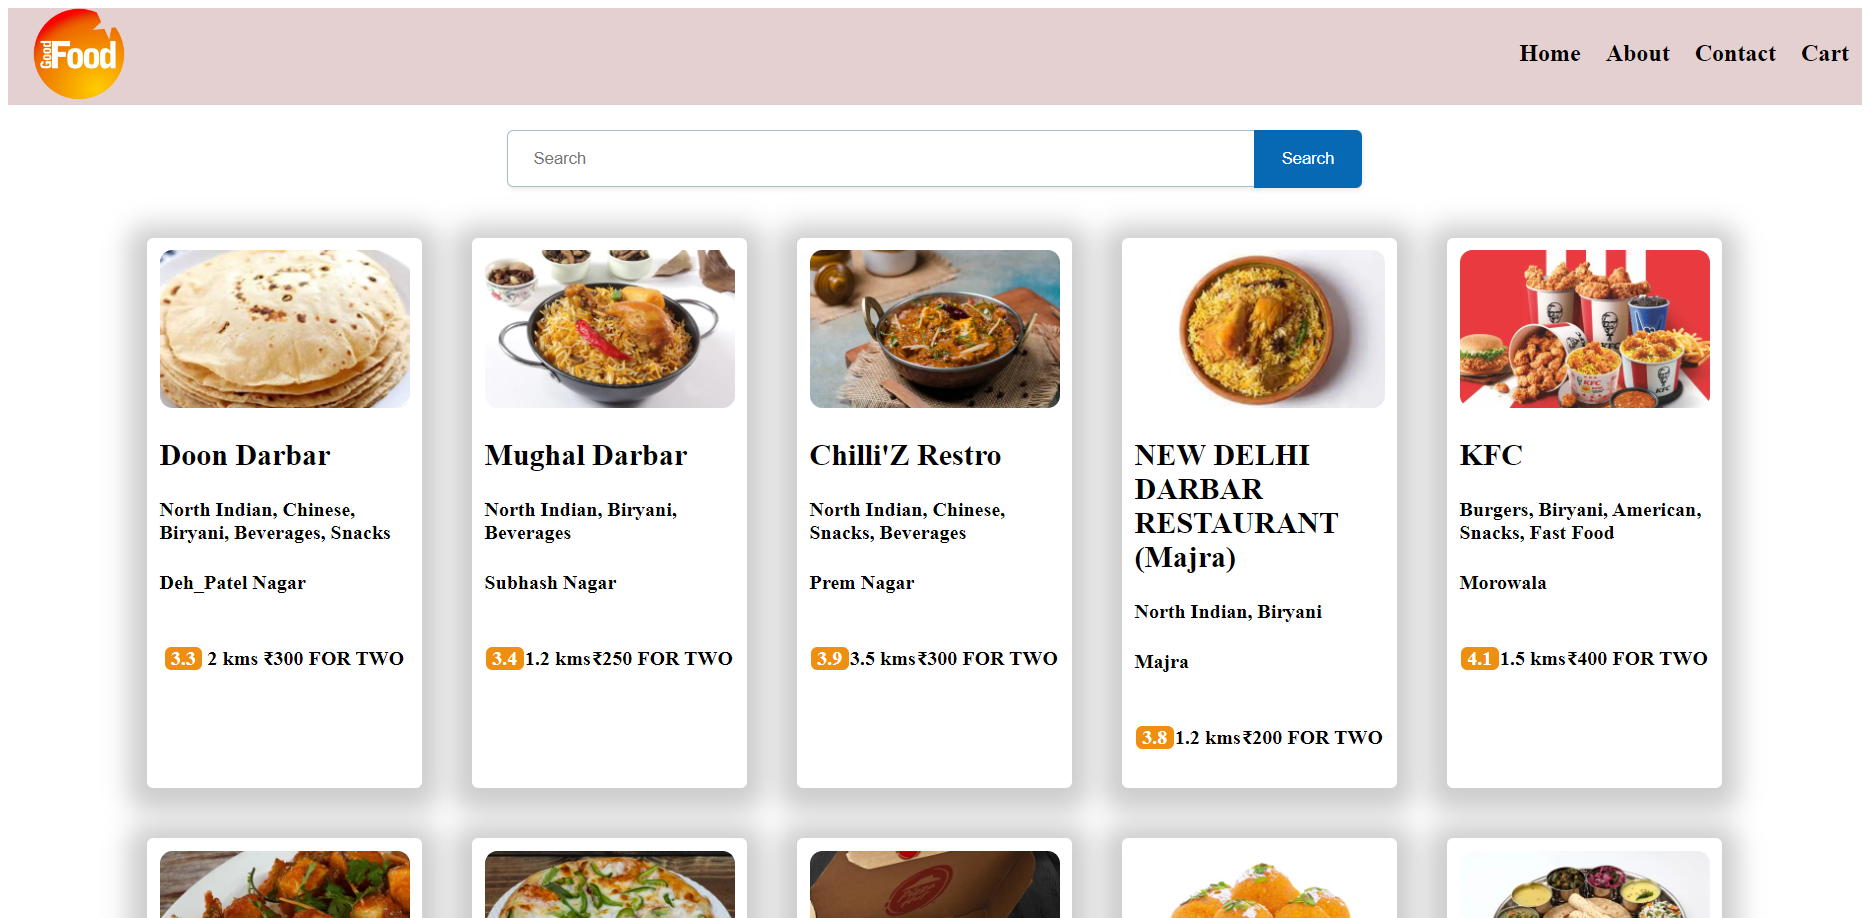 Good
Food
Home About Contact Cart
Search
Search
Doon Darbar
North Indian, Chinese,
Biryani, Beverages, Snacks
Deh_Patel Nagar
3.3 2 kms ₹300 FOR TWO
Mughal Darbar
North Indian, Biryani,
Beverages
Subhash Nagar
3.4 1.2 kms ₹250 FOR TWO
Chilli'Z Restro
North Indian, Chinese,
Snacks, Beverages
Prem Nagar
3.9 3.5 kms ₹300 FOR TWO
NEW DELHI
DARBAR
RESTAURANT
(Majra)
North Indian, Biryani
Majra
3.8 1.2 kms ₹200 FOR TWO
KFC
KFC
KFC
Burgers, Biryani, American,
Snacks, Fast Food
Morowala
4.1 1.5 kms ₹400 FOR TWO